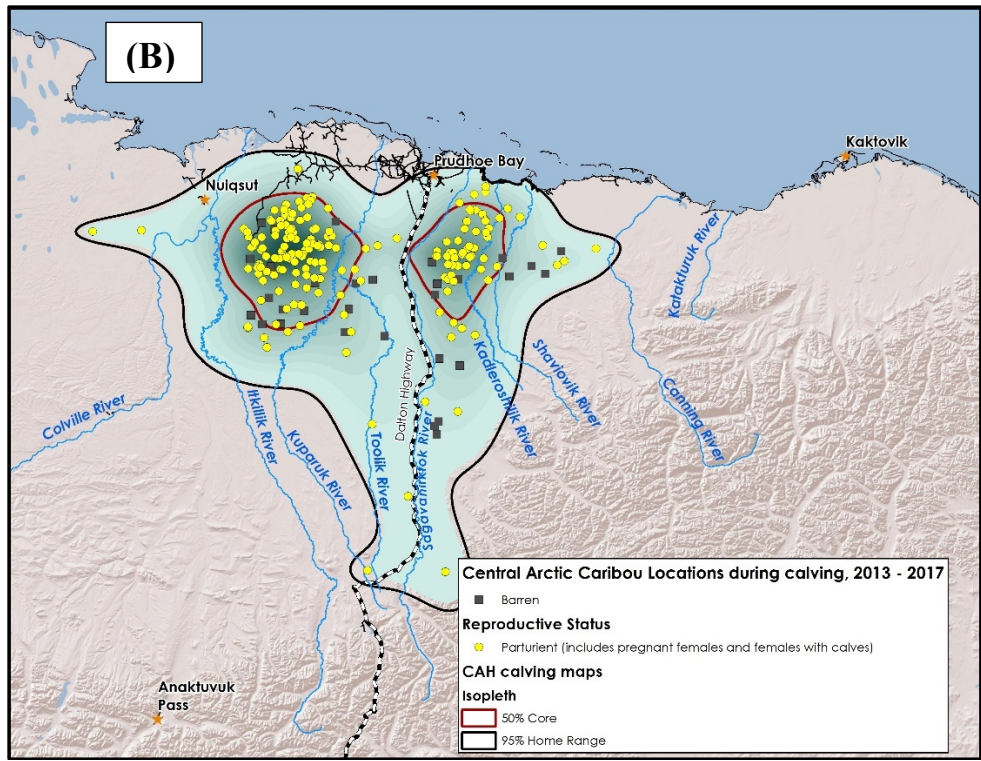 (B)
Kaktovik
Prudhoe Bay
Nuiqsut
Katakturuk River
Colville River
Itkillik River
Kuparuk River
Toolik River
Dalton Highway
Sagavanirktok River
Kadleroshilik River
Shaviovik River
Canning River
Anaktuvuk
Pass
Central Arctic Caribou Locations during calving, 2013 - 2017
Barren
Reproductive Status
Parturient (includes pregnant females and females with calves)
CAH calving maps
Isopleth
50% Core
95% Home Range